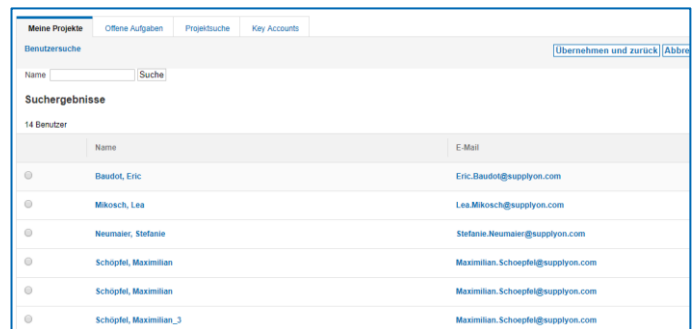 Meine Projekte Offene Aufgaben Projektsuche Key Accounts
Benutzersuche Übernehmen und zurück Abbre
Name Suche
Suchergebnisse
14 Benutzer
Name E-Mail
Baudot, Eric Eric.Baudot@supplyon.com
Mikosch, Lea Lea.Mikosch@supplyon.com
Neumaier, Stefanie Stefanie.Neumaier@supplyon.com
Schöpfel, Maximilian Maximilian.Schoepfel@supplyon.com
Schöpfel, Maximilian Maximilian.Schoepfel@supplyon.com
Schöpfel, Maximilian_3 Maximilian.Schoepfel@supplyon.com